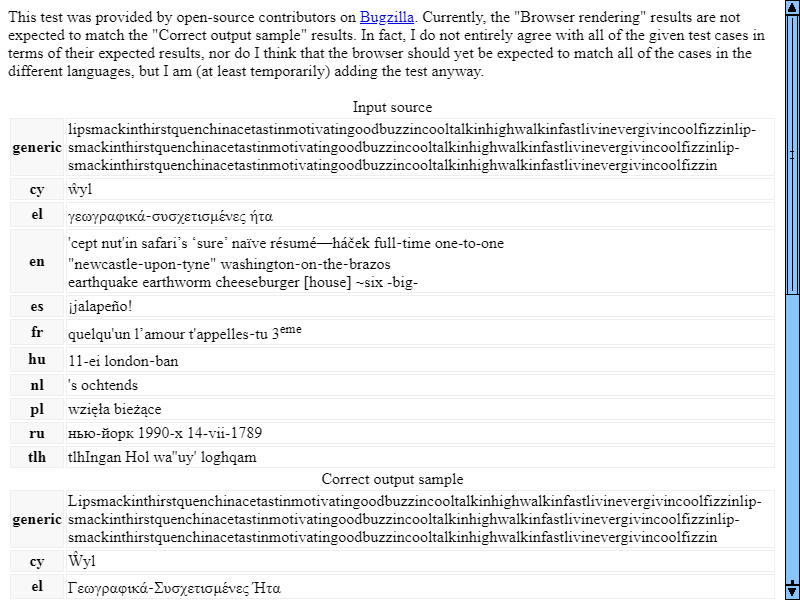 This test was provided by open-source contributors on Bugzilla. Currently, the "Browser rendering" results are not
expected to match the "Correct output sample" results. In fact, I do not entirely agree with all of the given test cases in
terms of their expected results, nor do I think that the browser should yet be expected to match all of the cases in the
different languages, but I am (at least temporarily) adding the test anyway.
Input source
generic lipsmackinthirstquenchinacetastinmotivatingoodbuzzincooltalkinhighwalkinfastlivinevergivincoolfizzinlip-
smackinthirstquenchinacetastinmotivatingoodbuzzincooltalkinhighwalkinfastlivinevergivincoolfizzinlip-
smackinthirstquenchinacetastinmotivatingoodbuzzincooltalkinhighwalkinfastlivinevergivincoolfizzin
cy ŵyl
el γεωγραφικά-συσχετισμένες ήτα
en 'cept nut'in safari’s ‘sure’ naïve résumé—háček full-time one-to-one
"newcastle-upon-tyne" washington-on-the-brazos
earthquake earthworm cheeseburger [house] ~six -big-
es ¡jalapeño!
fr quelqu'un l’amour t'appelles-tu 3eme
hu 11-ei london-ban
nl 's ochtends
pl wzięła bieżące
ru нью-йорк 1990-х 14-vii-1789
tlh tlhIngan Hol wa''uy' loghqam
Correct output sample
generic Lipsmackinthirstquenchinacetastinmotivatingoodbuzzincooltalkinhighwalkinfastlivinevergivincoolfizzinlip-
smackinthirstquenchinacetastinmotivatingoodbuzzincooltalkinhighwalkinfastlivinevergivincoolfizzinlip-
smackinthirstquenchinacetastinmotivatingoodbuzzincooltalkinhighwalkinfastlivinevergivincoolfizzin
cy Ŵyl
el Γεωγραφικά-Συσχετισμένες Ήτα